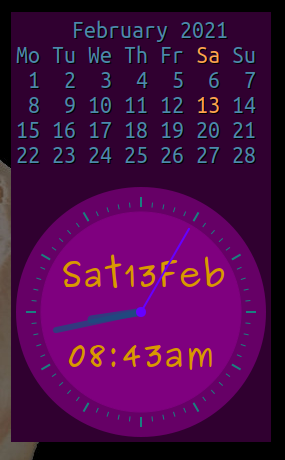 February 2021
Mo Tu We Th Fr Sa Su
1 2 3 4 5 6 7
8 9 10 11 12 13 14
15 16 17 18 19 20 21
22 23 24 25 26 27 28
Sat13Feb
08:43am